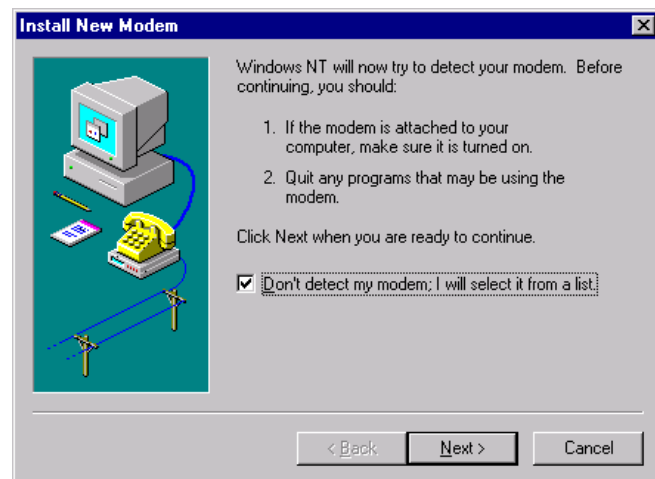 Install New Modem
Windows NT will now try to detect your modem. Before
continuing, you should:
1. If the modem is attached to your
computer, make sure it is turned on.
2. Quit any programs that may be using the
modem.
Click Next when you are ready to continue.
Don't detect my modem; I will select it from a list.
< Back
Next >
Cancel